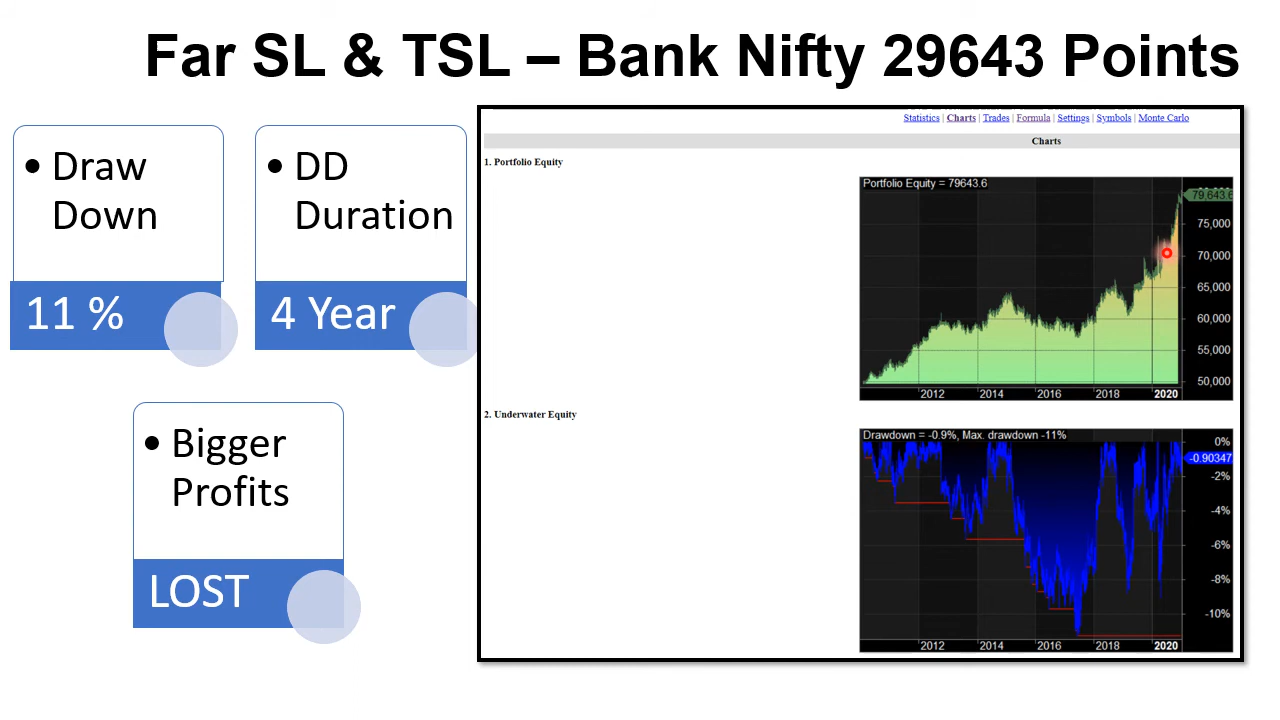 Far SL & TSL – Bank Nifty 29643 Points
• Draw
Down
11 %
• DD
Duration
4 Year
• Bigger
Profits
LOST
Statistics | Charts | Trades | Formula | Settings | Symbols | Monte Carlo
Charts
1. Portfolio Equity
Portfolio Equity = 79643.6
79,643.6
75,000
70,000
65,000
60,000
55,000
50,000
2012 2014 2016 2018 2020
2. Underwater Equity
Drawdown = -0.9%, Max. drawdown -11%
0%
-0.90347
-2%
-4%
-6%
-8%
-10%
2012 2014 2016 2018 2020